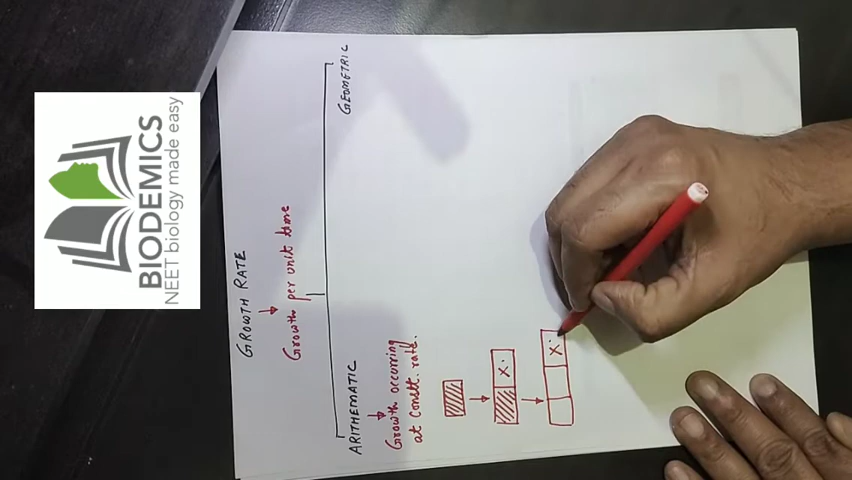 BIODEMICS
NEET biology made easy
GROWTH RATE
↓
Growth per unit time
ARITHEMATIC
GEOMETRIC
↓
Growth occurring
at constt. rate.
↓
X.
↓
X.